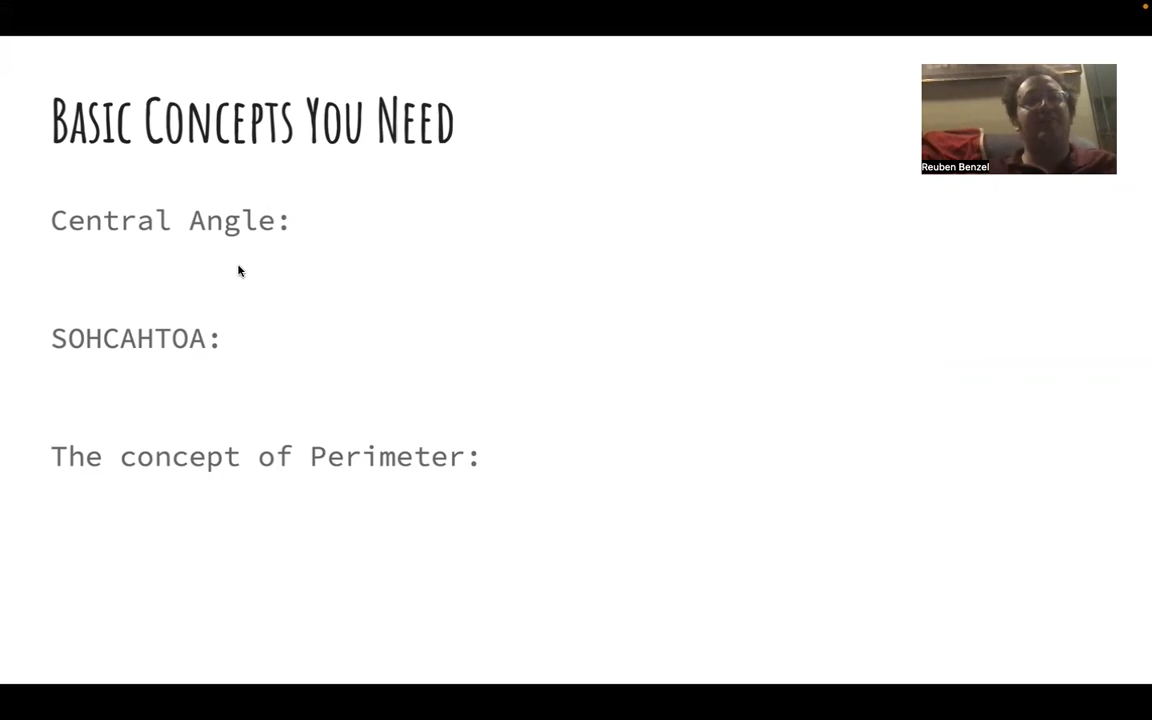 Basic Concepts You Need
Reuben Benzel
Central Angle:
SOHCAHTOA:
The concept of Perimeter: